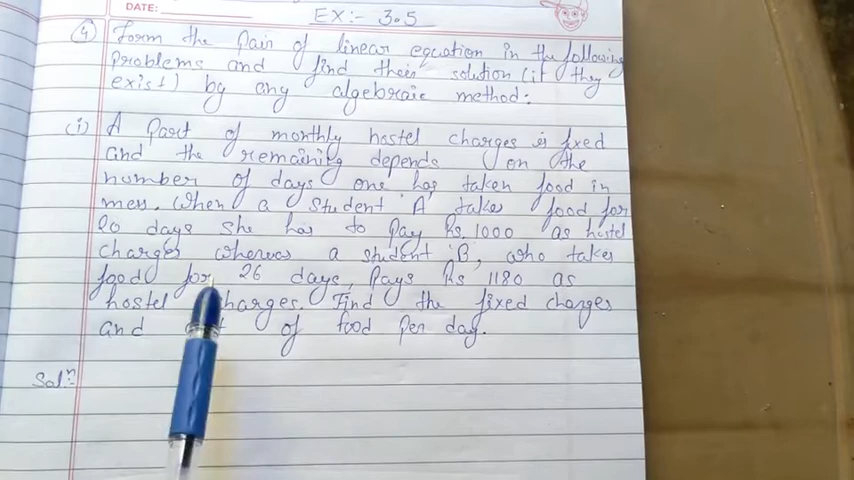 DATE:
EX:- 3.5
(4) Form the Pair of linear equation in the following
problems and find their solution (if they
exist) by any algebraic method:
(i) A Part of monthly hostel charges is fixed
and the remaining depends on the
number of days one has taken food in
mess. When a student 'A' takes food for
20 days she has to pay Rs. 1000 as hostel
charges whereas a student 'B', who takes
food for 26 days, Pays Rs 1180 as
hostel charges. Find the fixed charges
and of food Per day.
Solⁿ:-